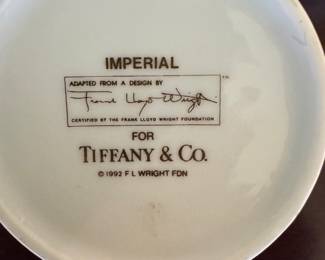 IMPERIAL
ADAPTED FROM A DESIGN BY
Frank Lloyd Wright
TM
CERTIFIED BY THE FRANK LLOYD WRIGHT FOUNDATION
FOR
TIFFANY & CO.
© 1992 F L WRIGHT FDN